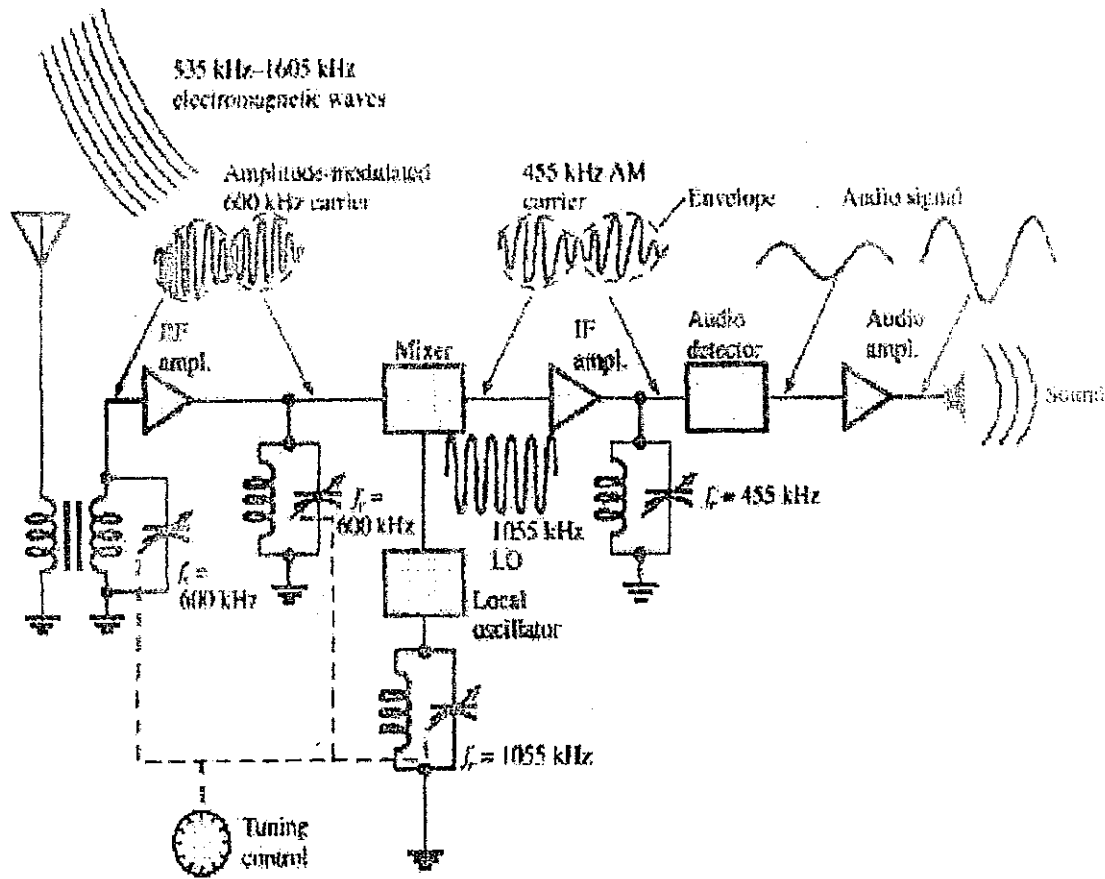 535 kHz–1605 kHz
electromagnetic waves
Amplitude-modulated
600 kHz carrier
455 kHz AM
carrier
Envelope
Audio signal
RF
ampl.
Mixer
IF
ampl.
Audio
detector
Audio
ampl.
Sound
fr =
600 kHz
fr =
600 kHz
1055 kHz
LO
fr = 455 kHz
Local
oscillator
fr = 1055 kHz
Tuning
control